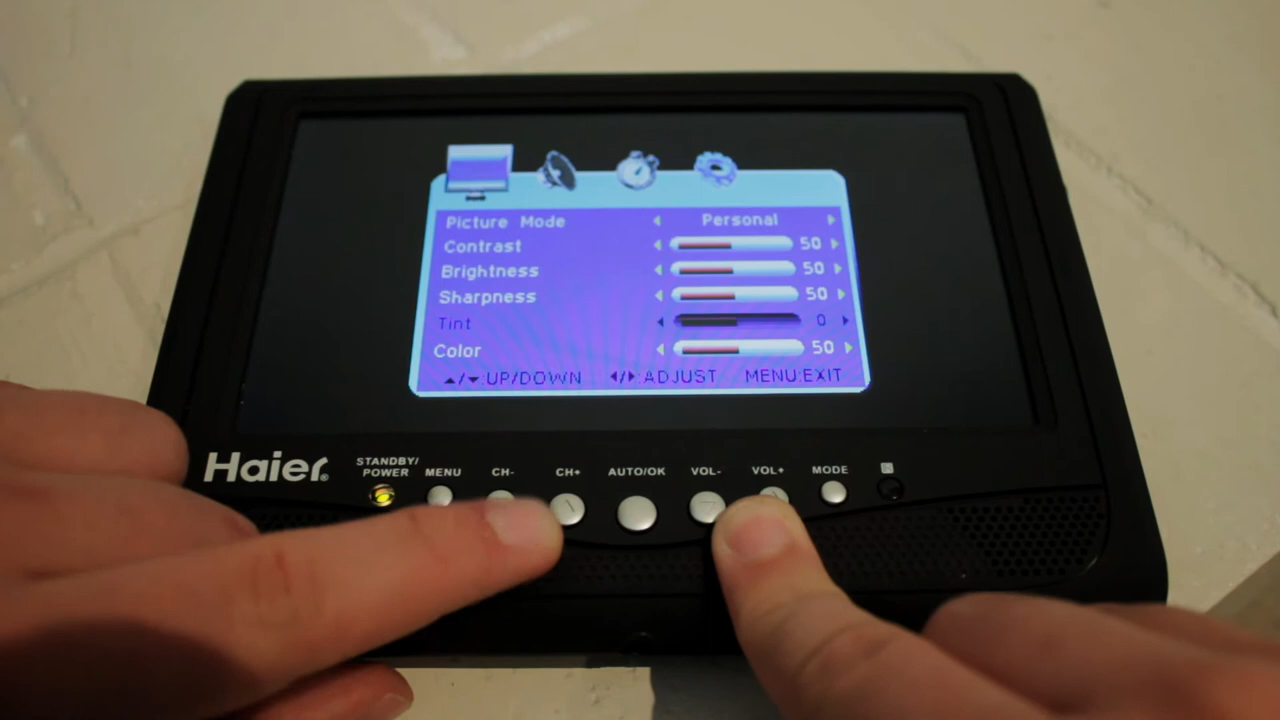 Picture Mode Personal
Contrast 50
Brightness 50
Sharpness 50
Tint 0
Color 50
▲/▼:UP/DOWN ◀/▶:ADJUST MENU:EXIT
Haier®
STANDBY/
POWER MENU CH- CH+ AUTO/OK VOL- VOL+ MODE